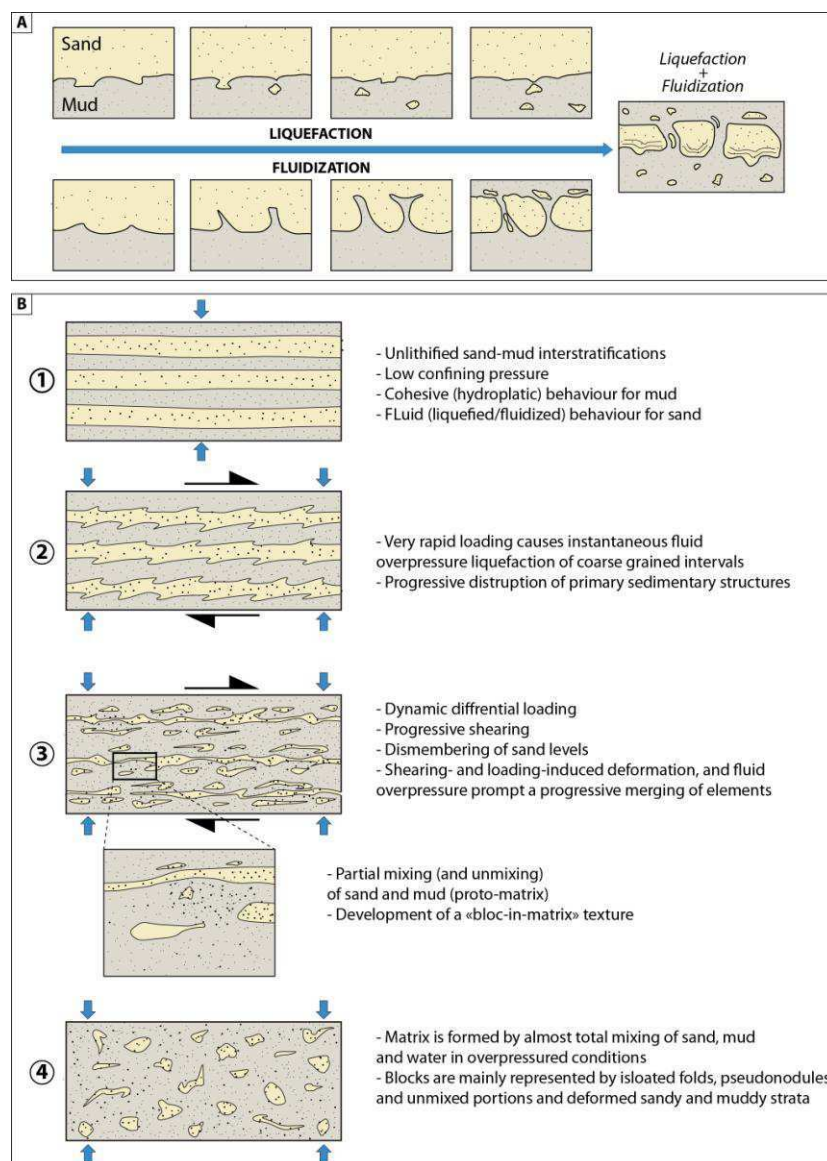 A
Sand
Mud
LIQUEFACTION
FLUIDIZATION
Liquefaction
+
Fluidization
B
1
- Unlithified sand-mud interstratifications
- Low confining pressure
- Cohesive (hydroplatic) behaviour for mud
- FLuid (liquefied/fluidized) behaviour for sand
2
- Very rapid loading causes instantaneous fluid
overpressure liquefaction of coarse grained intervals
- Progressive distruption of primary sedimentary structures
3
- Dynamic diffrential loading
- Progressive shearing
- Dismembering of sand levels
- Shearing- and loading-induced deformation, and fluid
overpressure prompt a progressive merging of elements
- Partial mixing (and unmixing)
of sand and mud (proto-matrix)
- Development of a «bloc-in-matrix» texture
4
- Matrix is formed by almost total mixing of sand, mud
and water in overpressured conditions
- Blocks are mainly represented by isloated folds, pseudonodules
and unmixed portions and deformed sandy and muddy strata